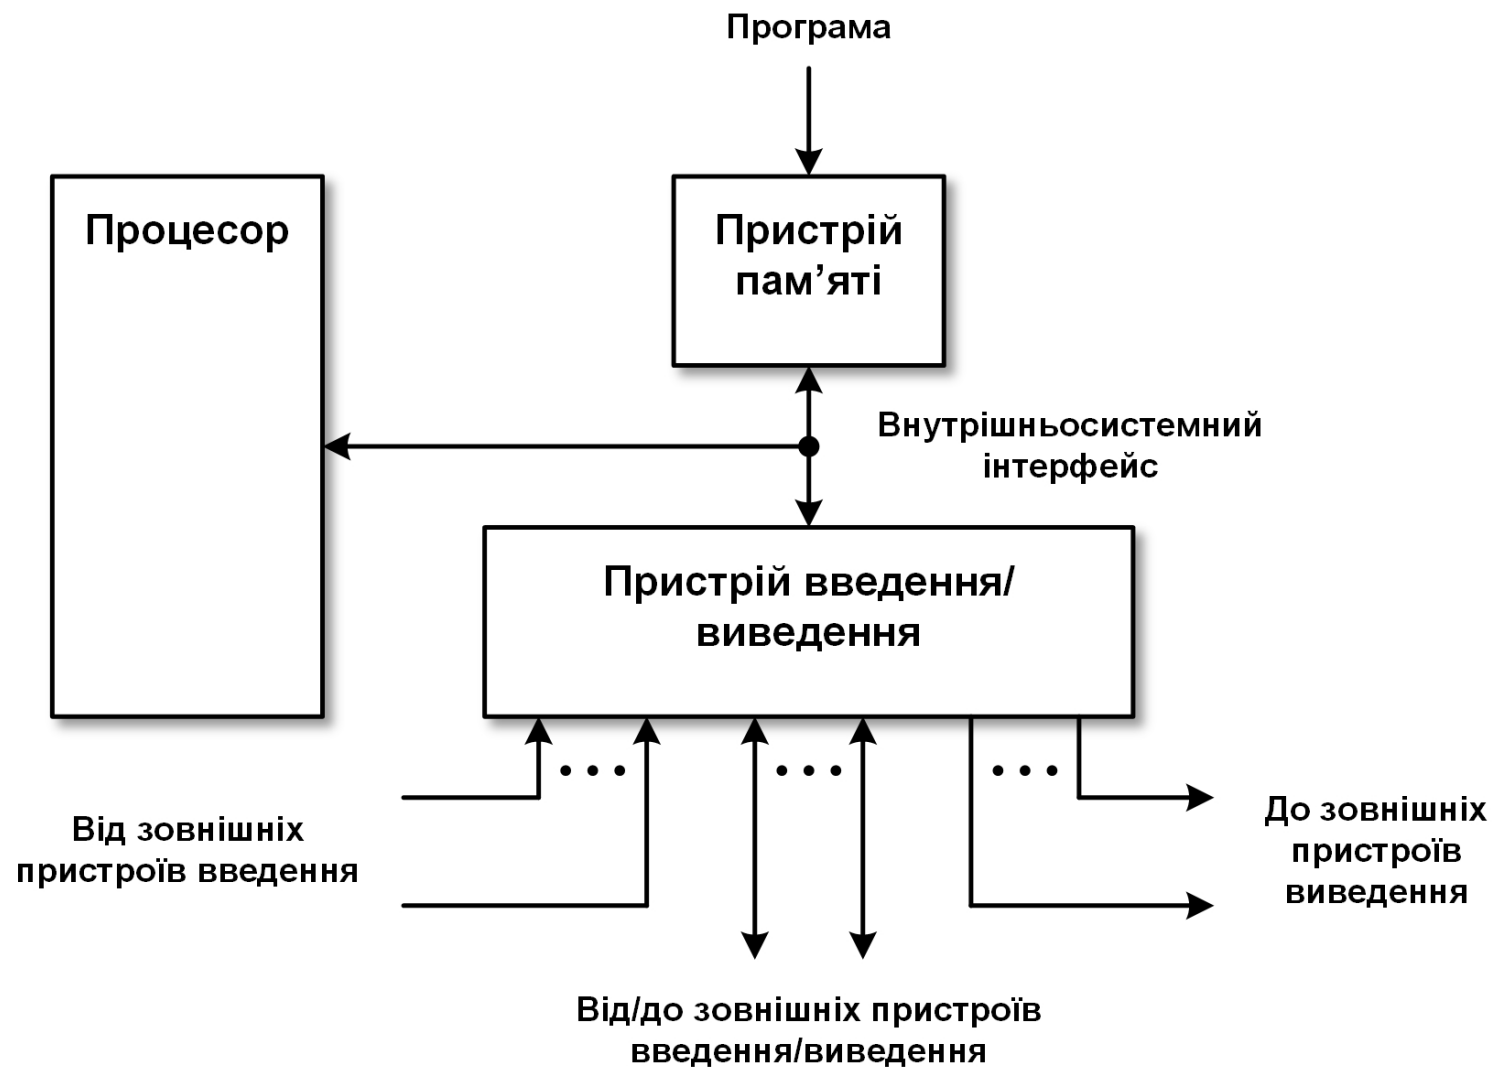 Програма
Процесор
Пристрій
пам’яті
Внутрішньосистемний
інтерфейс
Пристрій введення/
виведення
Від зовнішніх
пристроїв введення
До зовнішніх
пристроїв
виведення
Від/до зовнішніх пристроїв
введення/виведення